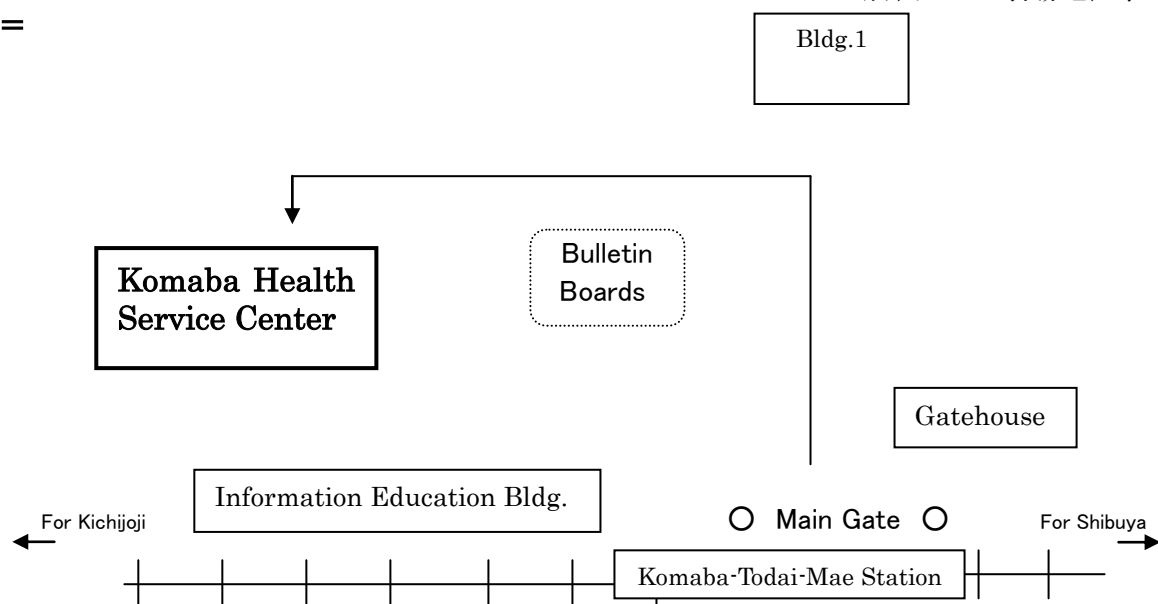 =
Bldg.1
Bulletin
Boards
Komaba Health
Service Center
Gatehouse
Information Education Bldg.
For Kichijoji
Main Gate
For Shibuya
Komaba-Todai-Mae Station